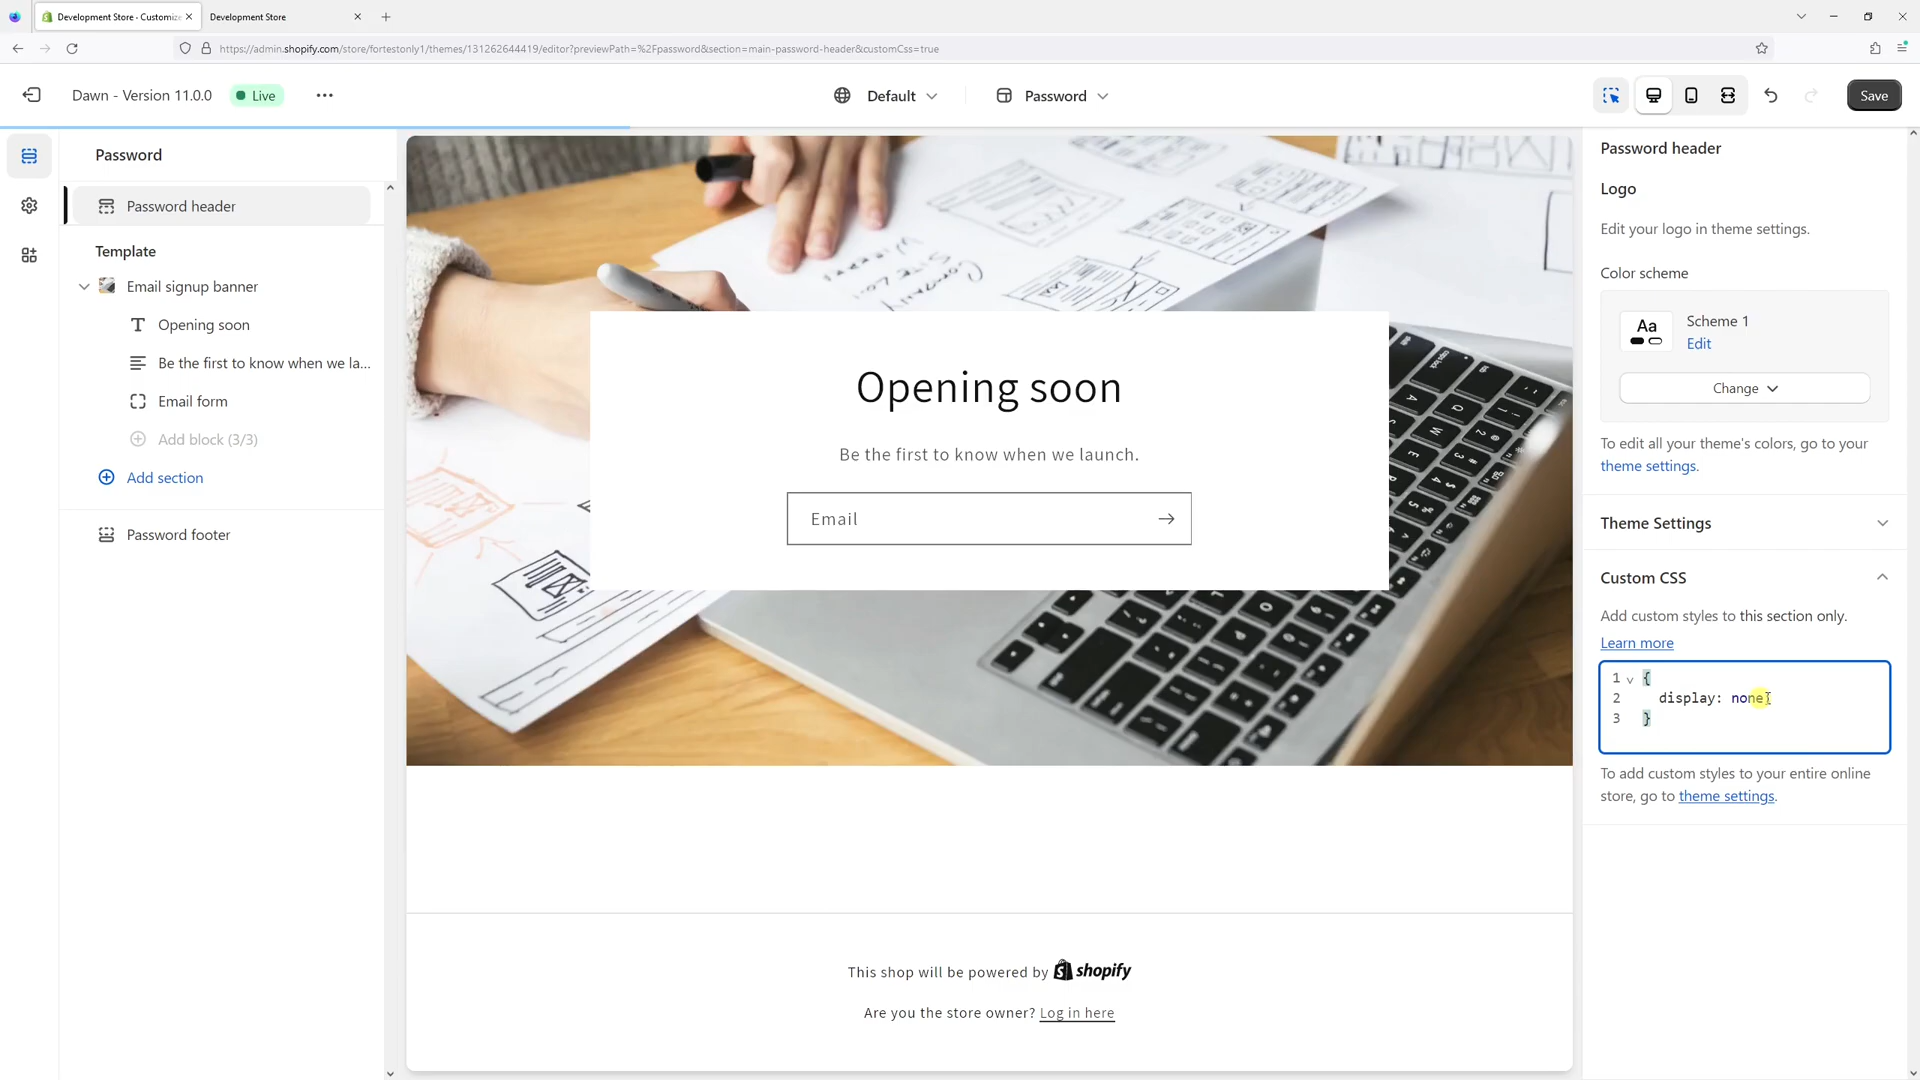 Development Store - Customize
Development Store
https://admin.shopify.com/store/fortestonly1/themes/131262644419/editor?previewPath=%2Fpassword&section=main-password-header&customCss=true
Dawn - Version 11.0.0
Live
Default
Password
Save
Password
Password header
Template
Email signup banner
Opening soon
Be the first to know when we la...
Email form
Add block (3/3)
Add section
Password footer
Opening soon
Be the first to know when we launch.
Email
This shop will be powered by shopify
Are you the store owner? Log in here
Password header
Logo
Edit your logo in theme settings.
Color scheme
Aa
Scheme 1
Edit
Change
To edit all your theme's colors, go to your
theme settings.
Theme Settings
Custom CSS
Add custom styles to this section only.
Learn more
1 {
2 display: none
3 }
To add custom styles to your entire online
store, go to theme settings.